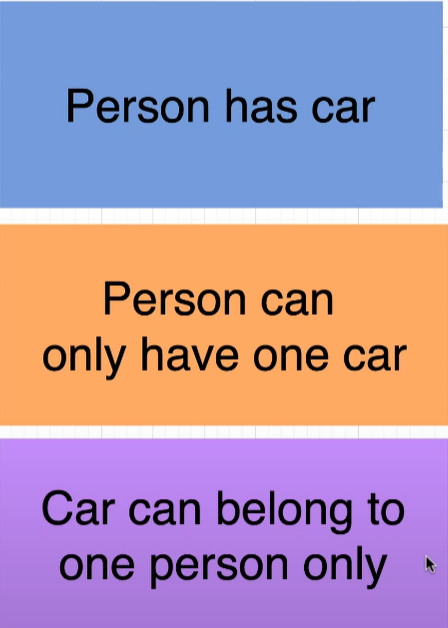 Person has car
Person can
only have one car
Car can belong to
one person only